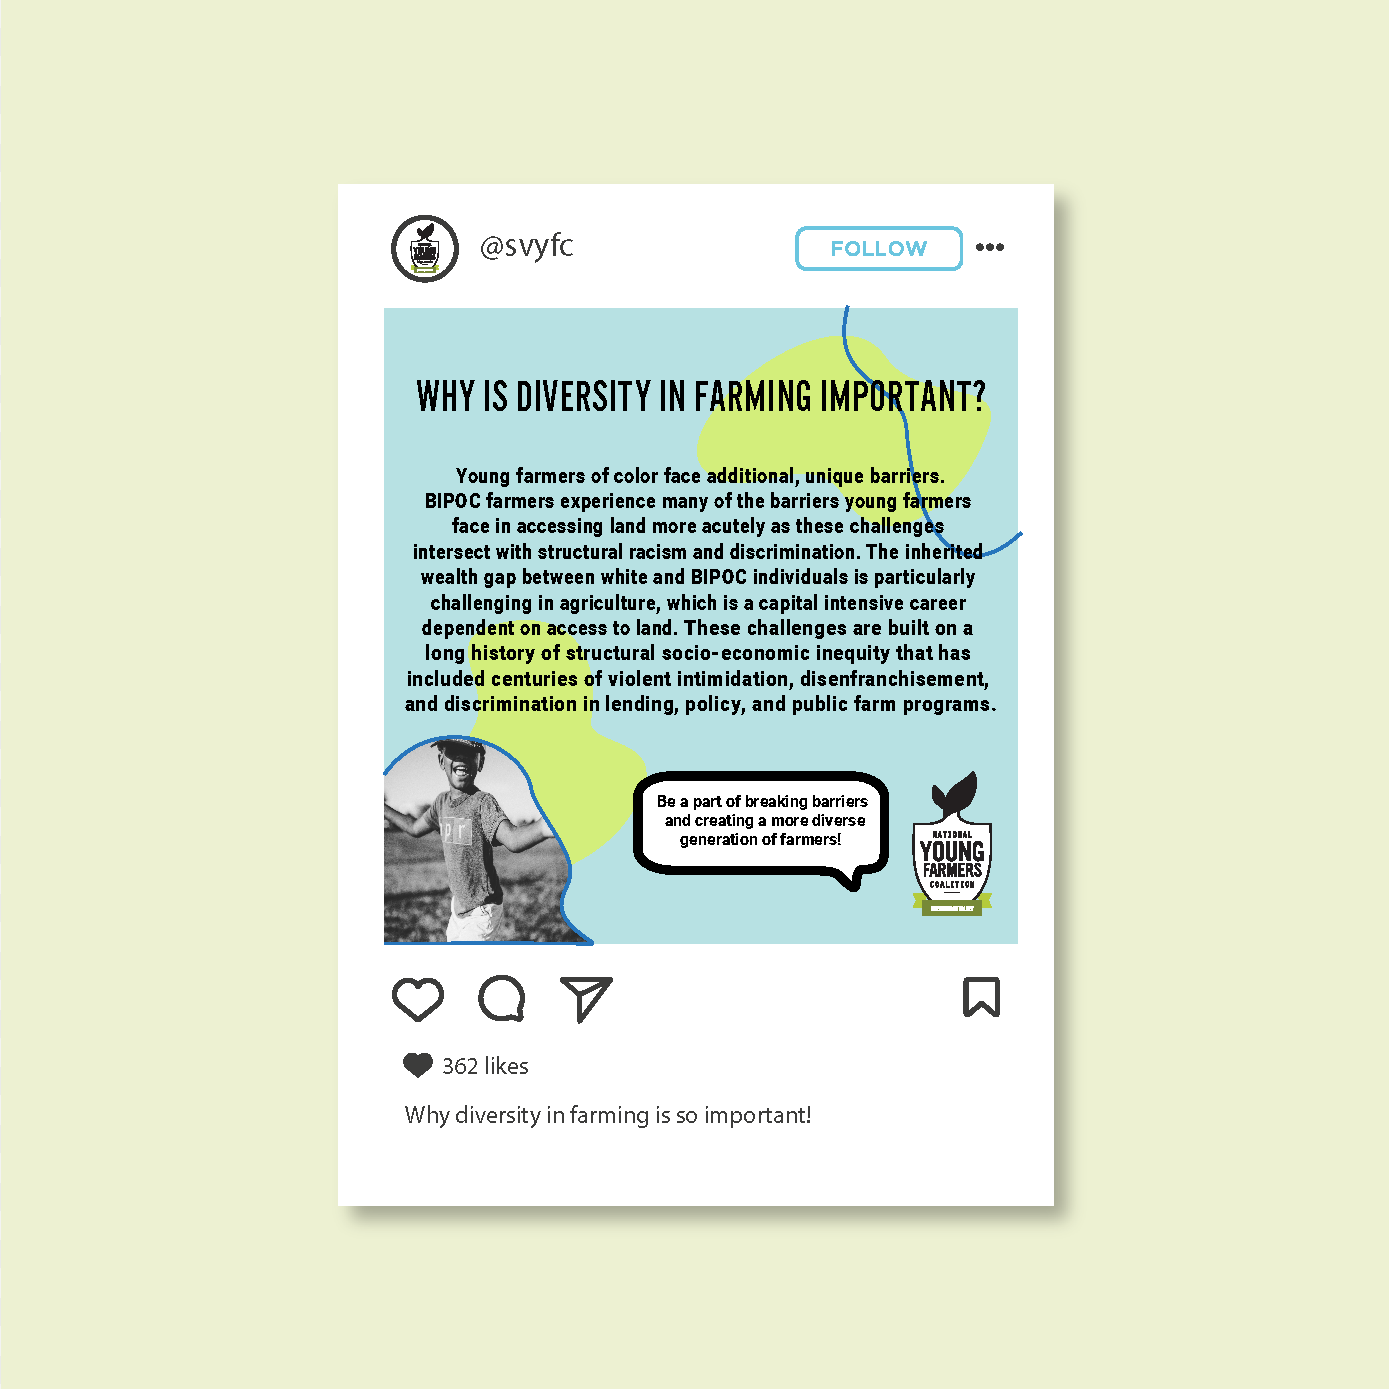 @svyfc
FOLLOW
WHY IS DIVERSITY IN FARMING IMPORTANT?
Young farmers of color face additional, unique barriers.
BIPOC farmers experience many of the barriers young farmers
face in accessing land more acutely as these challenges
intersect with structural racism and discrimination. The inherited
wealth gap between white and BIPOC individuals is particularly
challenging in agriculture, which is a capital intensive career
dependent on access to land. These challenges are built on a
long history of structural socio-economic inequity that has
included centuries of violent intimidation, disenfranchisement,
and discrimination in lending, policy, and public farm programs.
Be a part of breaking barriers
and creating a more diverse
generation of farmers!
NATIONAL
YOUNG
FARMERS
COALITION
362 likes
Why diversity in farming is so important!